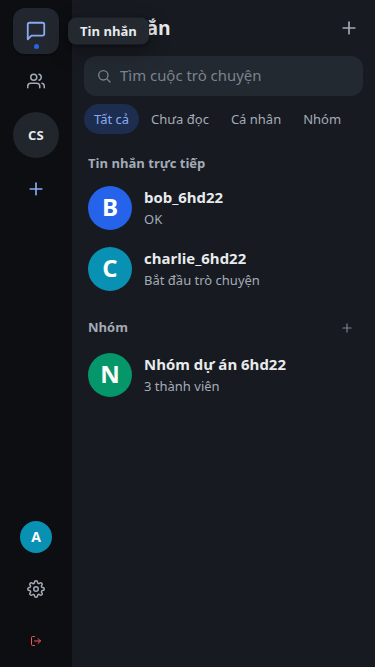 Tin nhắn
ắn
Tìm cuộc trò chuyện
Tất cả Chưa đọc Cá nhân Nhóm
CS
Tin nhắn trực tiếp
B
bob_6hd22
OK
C
charlie_6hd22
Bắt đầu trò chuyện
Nhóm
N
Nhóm dự án 6hd22
3 thành viên
A